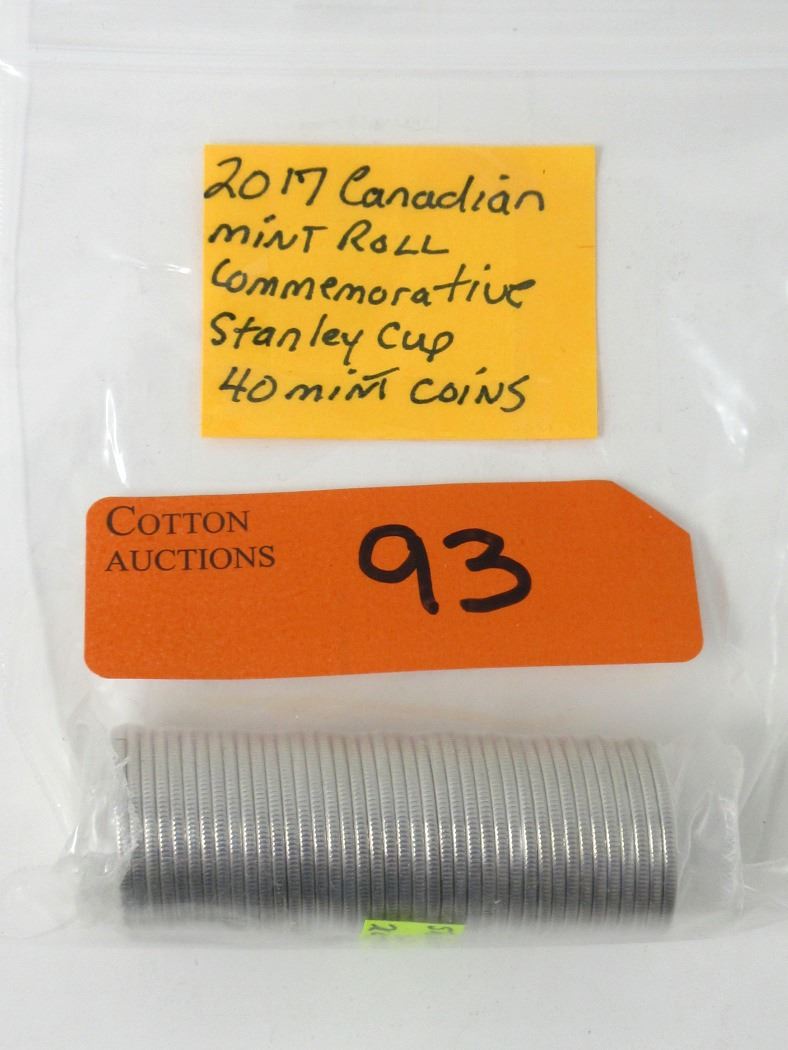 2017 Canadian
MINT ROLL
Commemorative
Stanley Cup
40 MINT COINS
COTTON
AUCTIONS
93